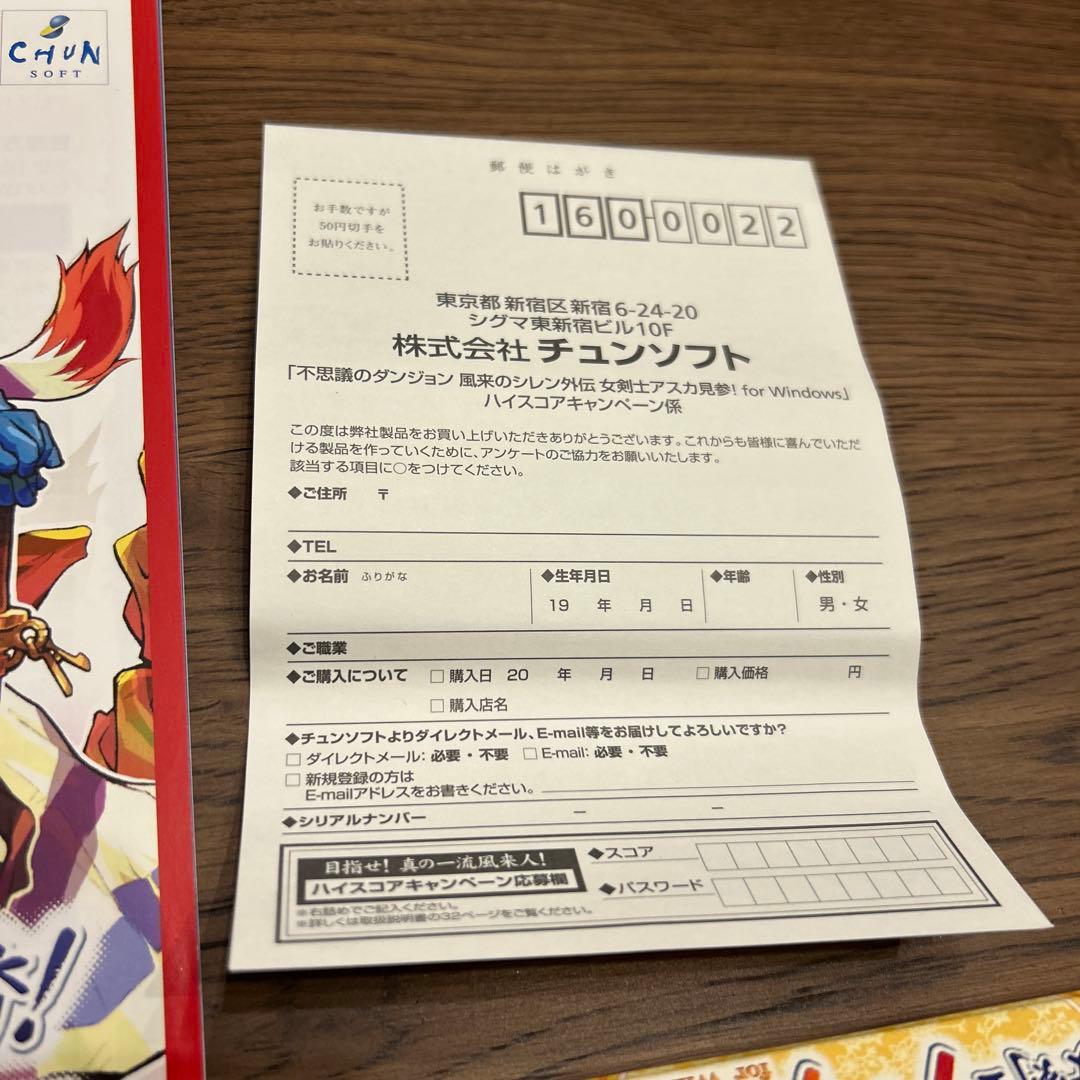 CHUN
SOFT
郵便はがき
お手数ですが
50円切手を
お貼りください。
160-0022
東京都 新宿区 新宿6-24-20
シグマ東新宿ビル10F
株式会社 チュンソフト
「不思議のダンジョン 風来のシレン外伝 女剣士アスカ見参! for Windows」
ハイスコアキャンペーン係
この度は弊社製品をお買い上げいただきありがとうございます。これからも皆様に喜んでいただ
ける製品を作っていくために、アンケートのご協力をお願いいたします。
該当する項目に○をつけてください。
◆ご住所 〒
◆TEL
◆お名前 ふりがな ◆生年月日 ◆年齢 ◆性別
19 年 月 日 男・女
◆ご職業
◆ご購入について □ 購入日 20 年 月 日 □ 購入価格 円
□ 購入店名
◆チュンソフトよりダイレクトメール、E-mail等をお届けしてよろしいですか?
□ ダイレクトメール: 必要・不要 □ E-mail: 必要・不要
□ 新規登録の方は
E-mailアドレスをお書きください。
◆シリアルナンバー – –
目指せ! 真の一流風来人!
ハイスコアキャンペーン応募欄
※右詰めでご記入ください。
※詳しくは取扱説明書の32ページをご覧ください。
◆スコア
◆パスワード